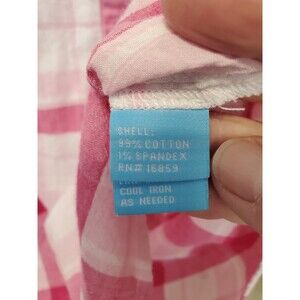 SHELL:
99% COTTON
1% SPANDEX
RN# 16859
COOL IRON
AS NEEDED